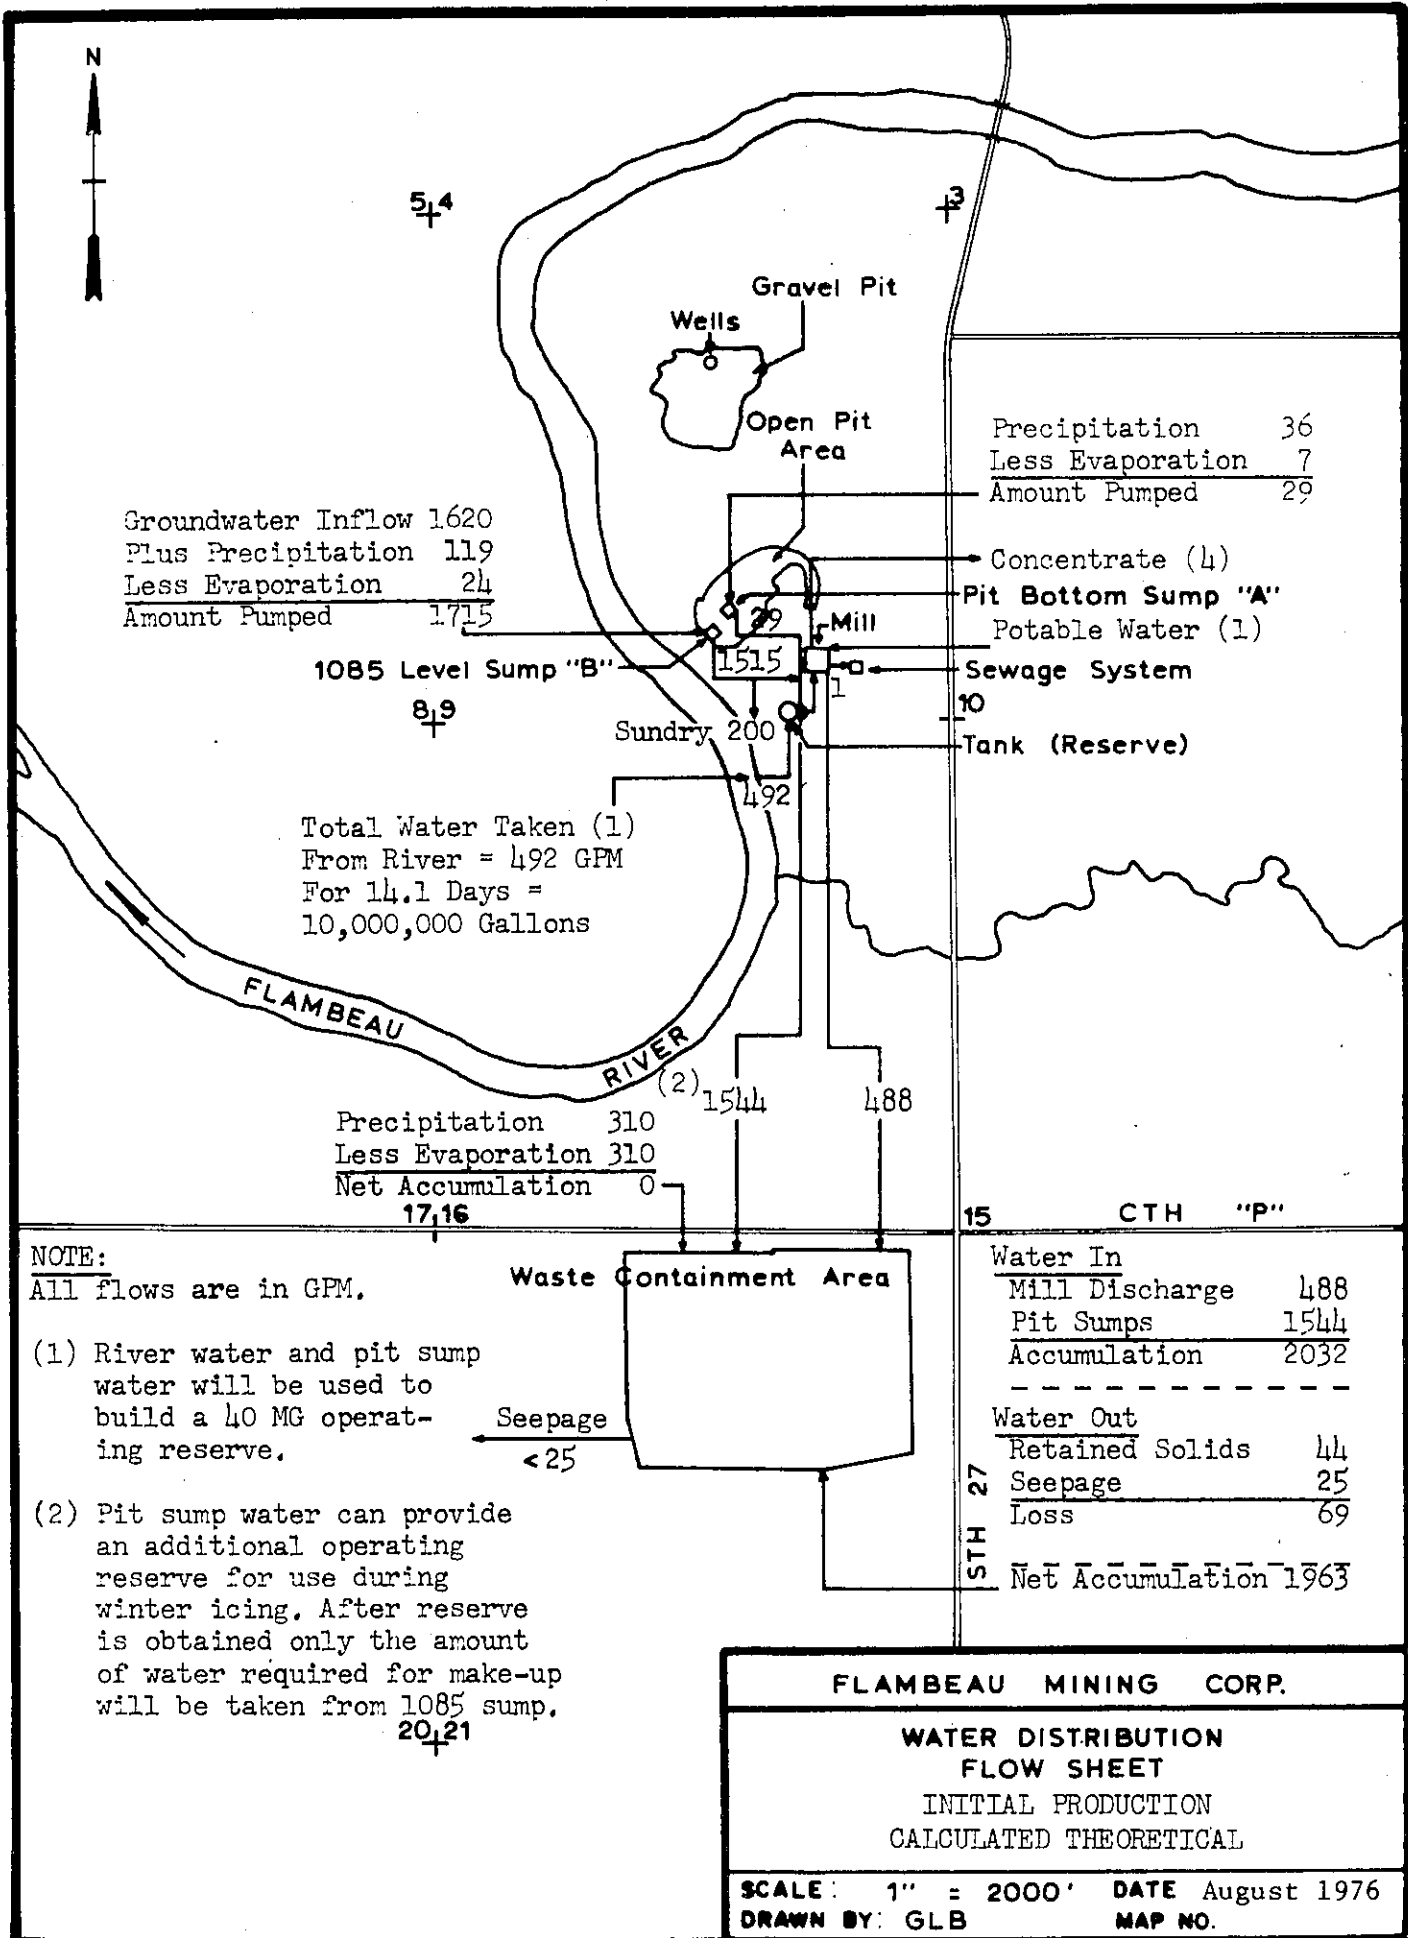 N
5 4
3
Gravel Pit
Wells
Open Pit
Area
Precipitation 36
Less Evaporation 7
Amount Pumped 29
Groundwater Inflow 1620
Plus Precipitation 119
Less Evaporation 24
Amount Pumped 1715
Concentrate (4)
Pit Bottom Sump "A"
29
Mill
Potable Water (1)
1085 Level Sump "B"
1515
Sewage System
1
8 9
10
Sundry 200
Tank (Reserve)
492
Total Water Taken (1)
From River = 492 GPM
For 14.1 Days =
10,000,000 Gallons
FLAMBEAU
RIVER
(2) 1544
488
Precipitation 310
Less Evaporation 310
Net Accumulation 0
17 16
15
CTH "P"
NOTE:
All flows are in GPM.
(1) River water and pit sump
water will be used to
build a 40 MG operat-
ing reserve.
(2) Pit sump water can provide
an additional operating
reserve for use during
winter icing. After reserve
is obtained only the amount
of water required for make-up
will be taken from 1085 sump.
20 21
Waste Containment Area
Seepage
<25
Water In
Mill Discharge 488
Pit Sumps 1544
Accumulation 2032
Water Out
Retained Solids 44
Seepage 25
Loss 69
Net Accumulation 1963
STH 27
FLAMBEAU MINING CORP.
WATER DISTRIBUTION
FLOW SHEET
INITIAL PRODUCTION
CALCULATED THEORETICAL
SCALE: 1" = 2000' DATE August 1976
DRAWN BY: GLB MAP NO.